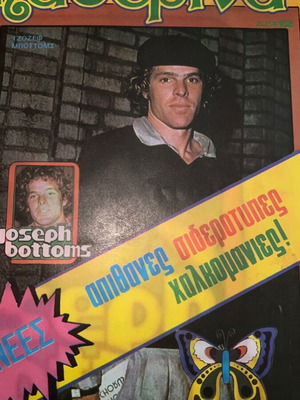 ΤΖΟΖΕΦ
ΜΠΟΤΤΟΜΣ
joseph
bottoms
απιθανες σιδεροτυπες
χαλκομανιες!
ΝΕΕΣ